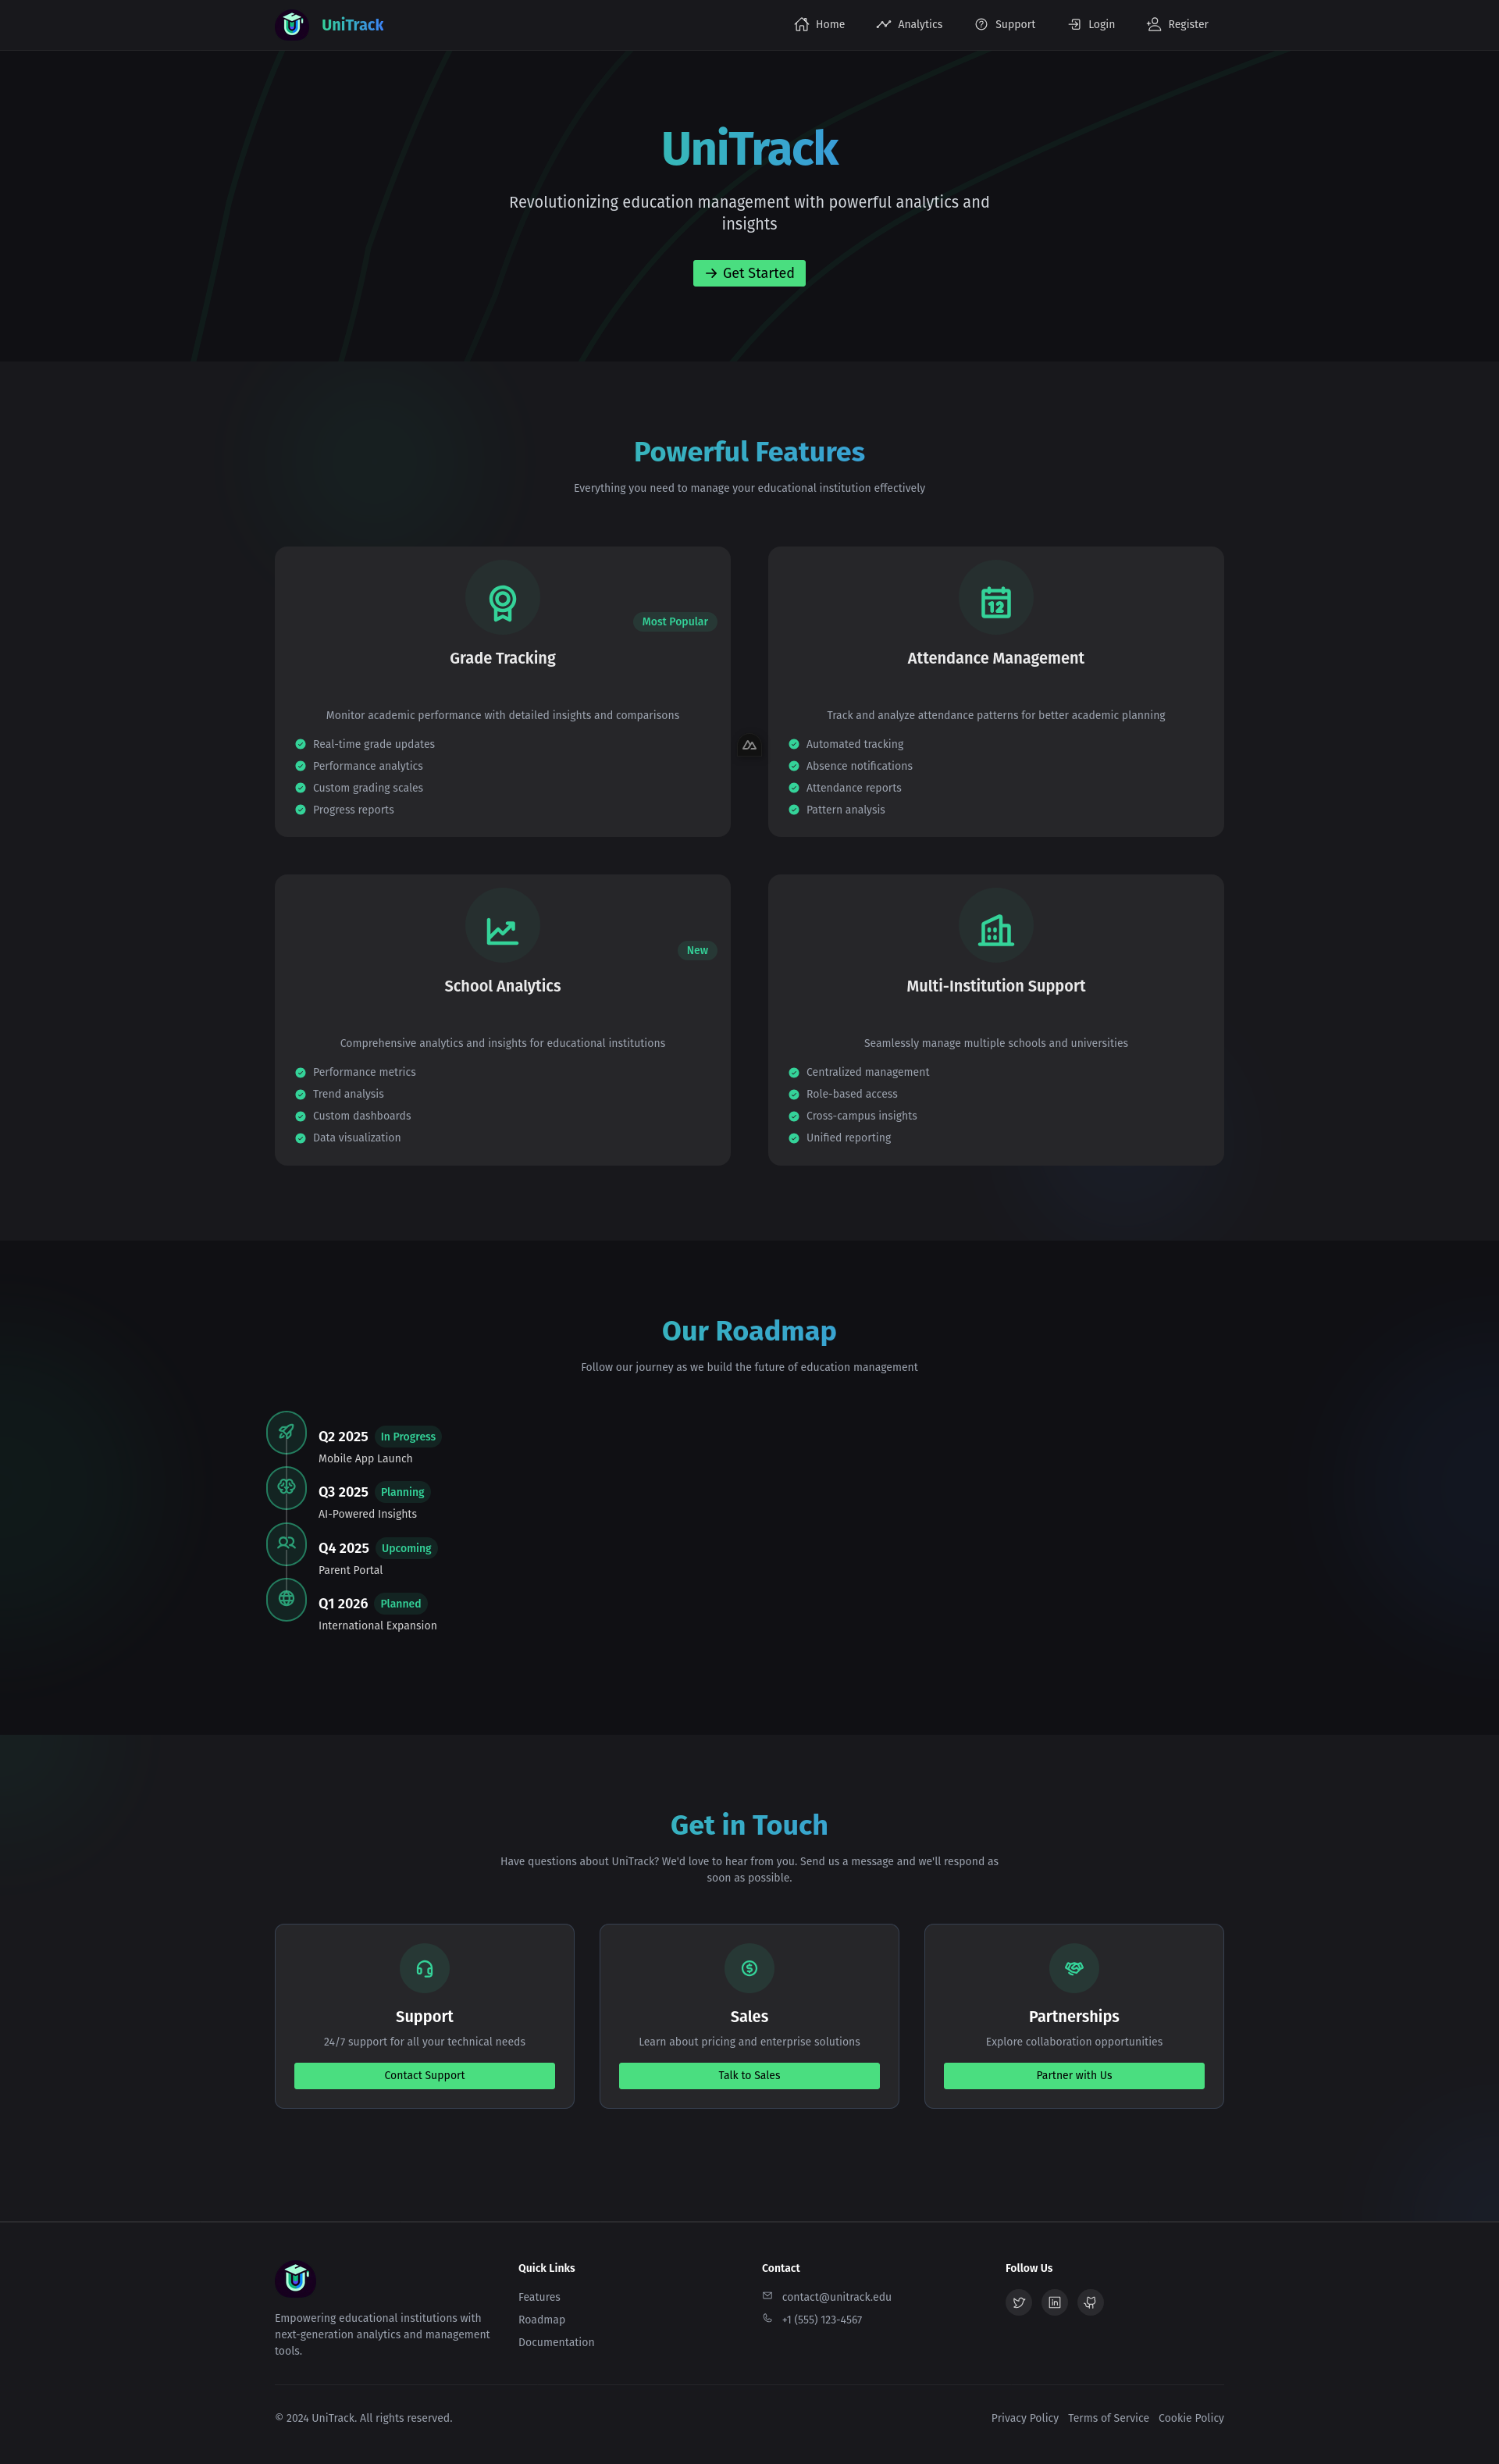 UniTrack
Home
Analytics
Support
Login
Register
UniTrack
Revolutionizing education management with powerful analytics and
insights
Get Started
Powerful Features
Everything you need to manage your educational institution effectively
Most Popular
Grade Tracking
Monitor academic performance with detailed insights and comparisons
Real-time grade updates
Performance analytics
Custom grading scales
Progress reports
12
Attendance Management
Track and analyze attendance patterns for better academic planning
Automated tracking
Absence notifications
Attendance reports
Pattern analysis
New
School Analytics
Comprehensive analytics and insights for educational institutions
Performance metrics
Trend analysis
Custom dashboards
Data visualization
Multi-Institution Support
Seamlessly manage multiple schools and universities
Centralized management
Role-based access
Cross-campus insights
Unified reporting
Our Roadmap
Follow our journey as we build the future of education management
Q2 2025 In Progress
Mobile App Launch
Q3 2025 Planning
AI-Powered Insights
Q4 2025 Upcoming
Parent Portal
Q1 2026 Planned
International Expansion
Get in Touch
Have questions about UniTrack? We'd love to hear from you. Send us a message and we'll respond as
soon as possible.
Support
24/7 support for all your technical needs
Contact Support
Sales
Learn about pricing and enterprise solutions
Talk to Sales
Partnerships
Explore collaboration opportunities
Partner with Us
Empowering educational institutions with
next-generation analytics and management
tools.
Quick Links
Features
Roadmap
Documentation
Contact
contact@unitrack.edu
+1 (555) 123-4567
Follow Us
© 2024 UniTrack. All rights reserved.
Privacy Policy
Terms of Service
Cookie Policy